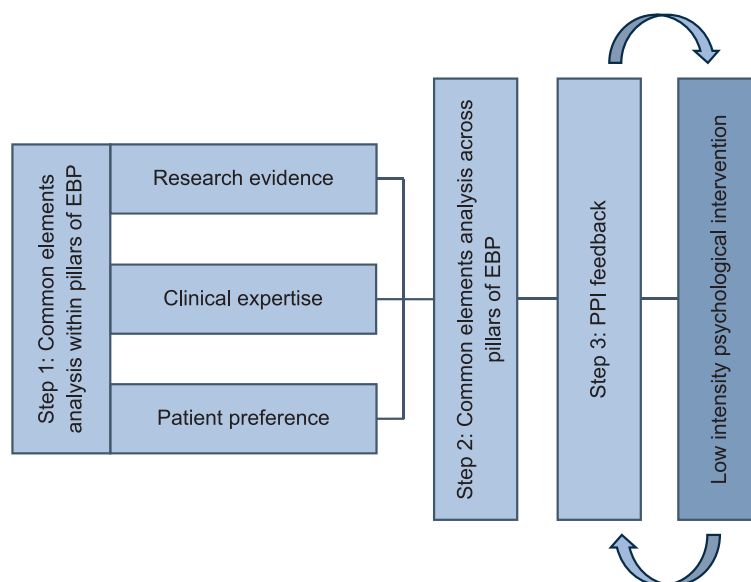 Step 1: Common elements
analysis within pillars of EBP
Research evidence
Clinical expertise
Patient preference
Step 2: Common elements analysis across
pillars of EBP
Step 3: PPI feedback
Low intensity psychological intervention